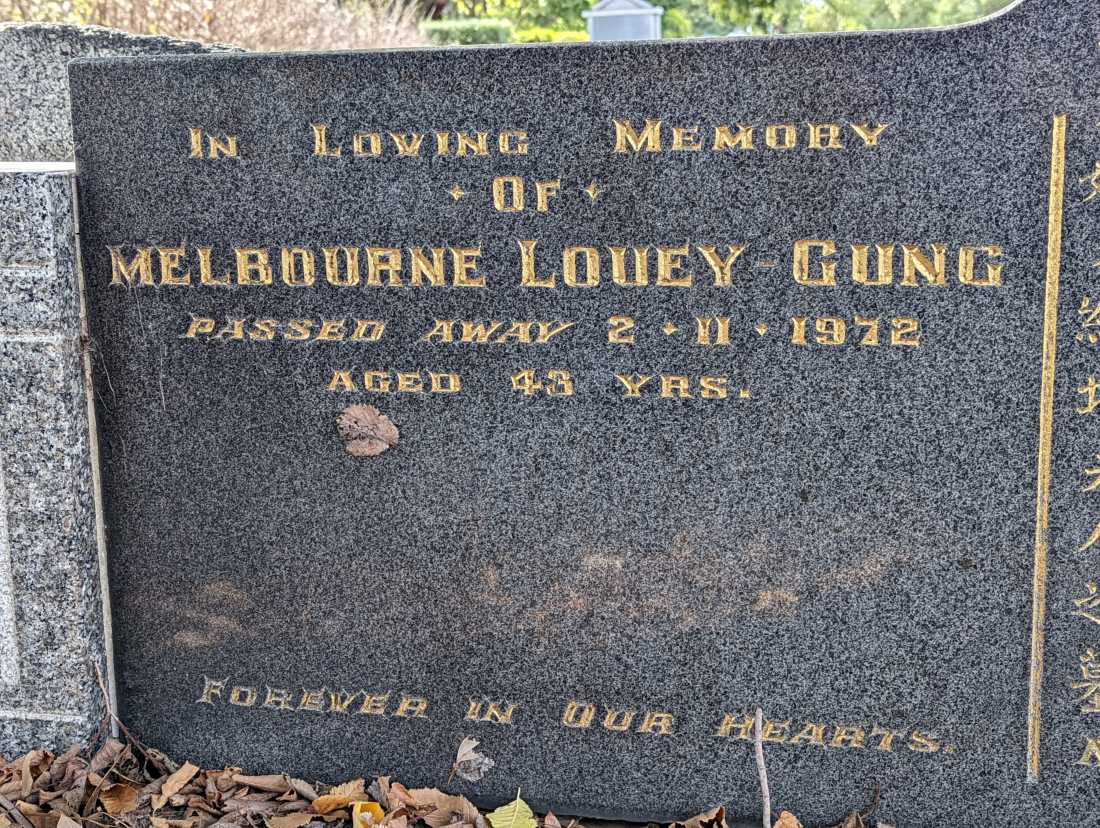 IN LOVING MEMORY
OF
MELBOURNE LOUEY-GUNG
PASSED AWAY 2·11·1972
AGED 43 YRS.
FOREVER IN OUR HEARTS.